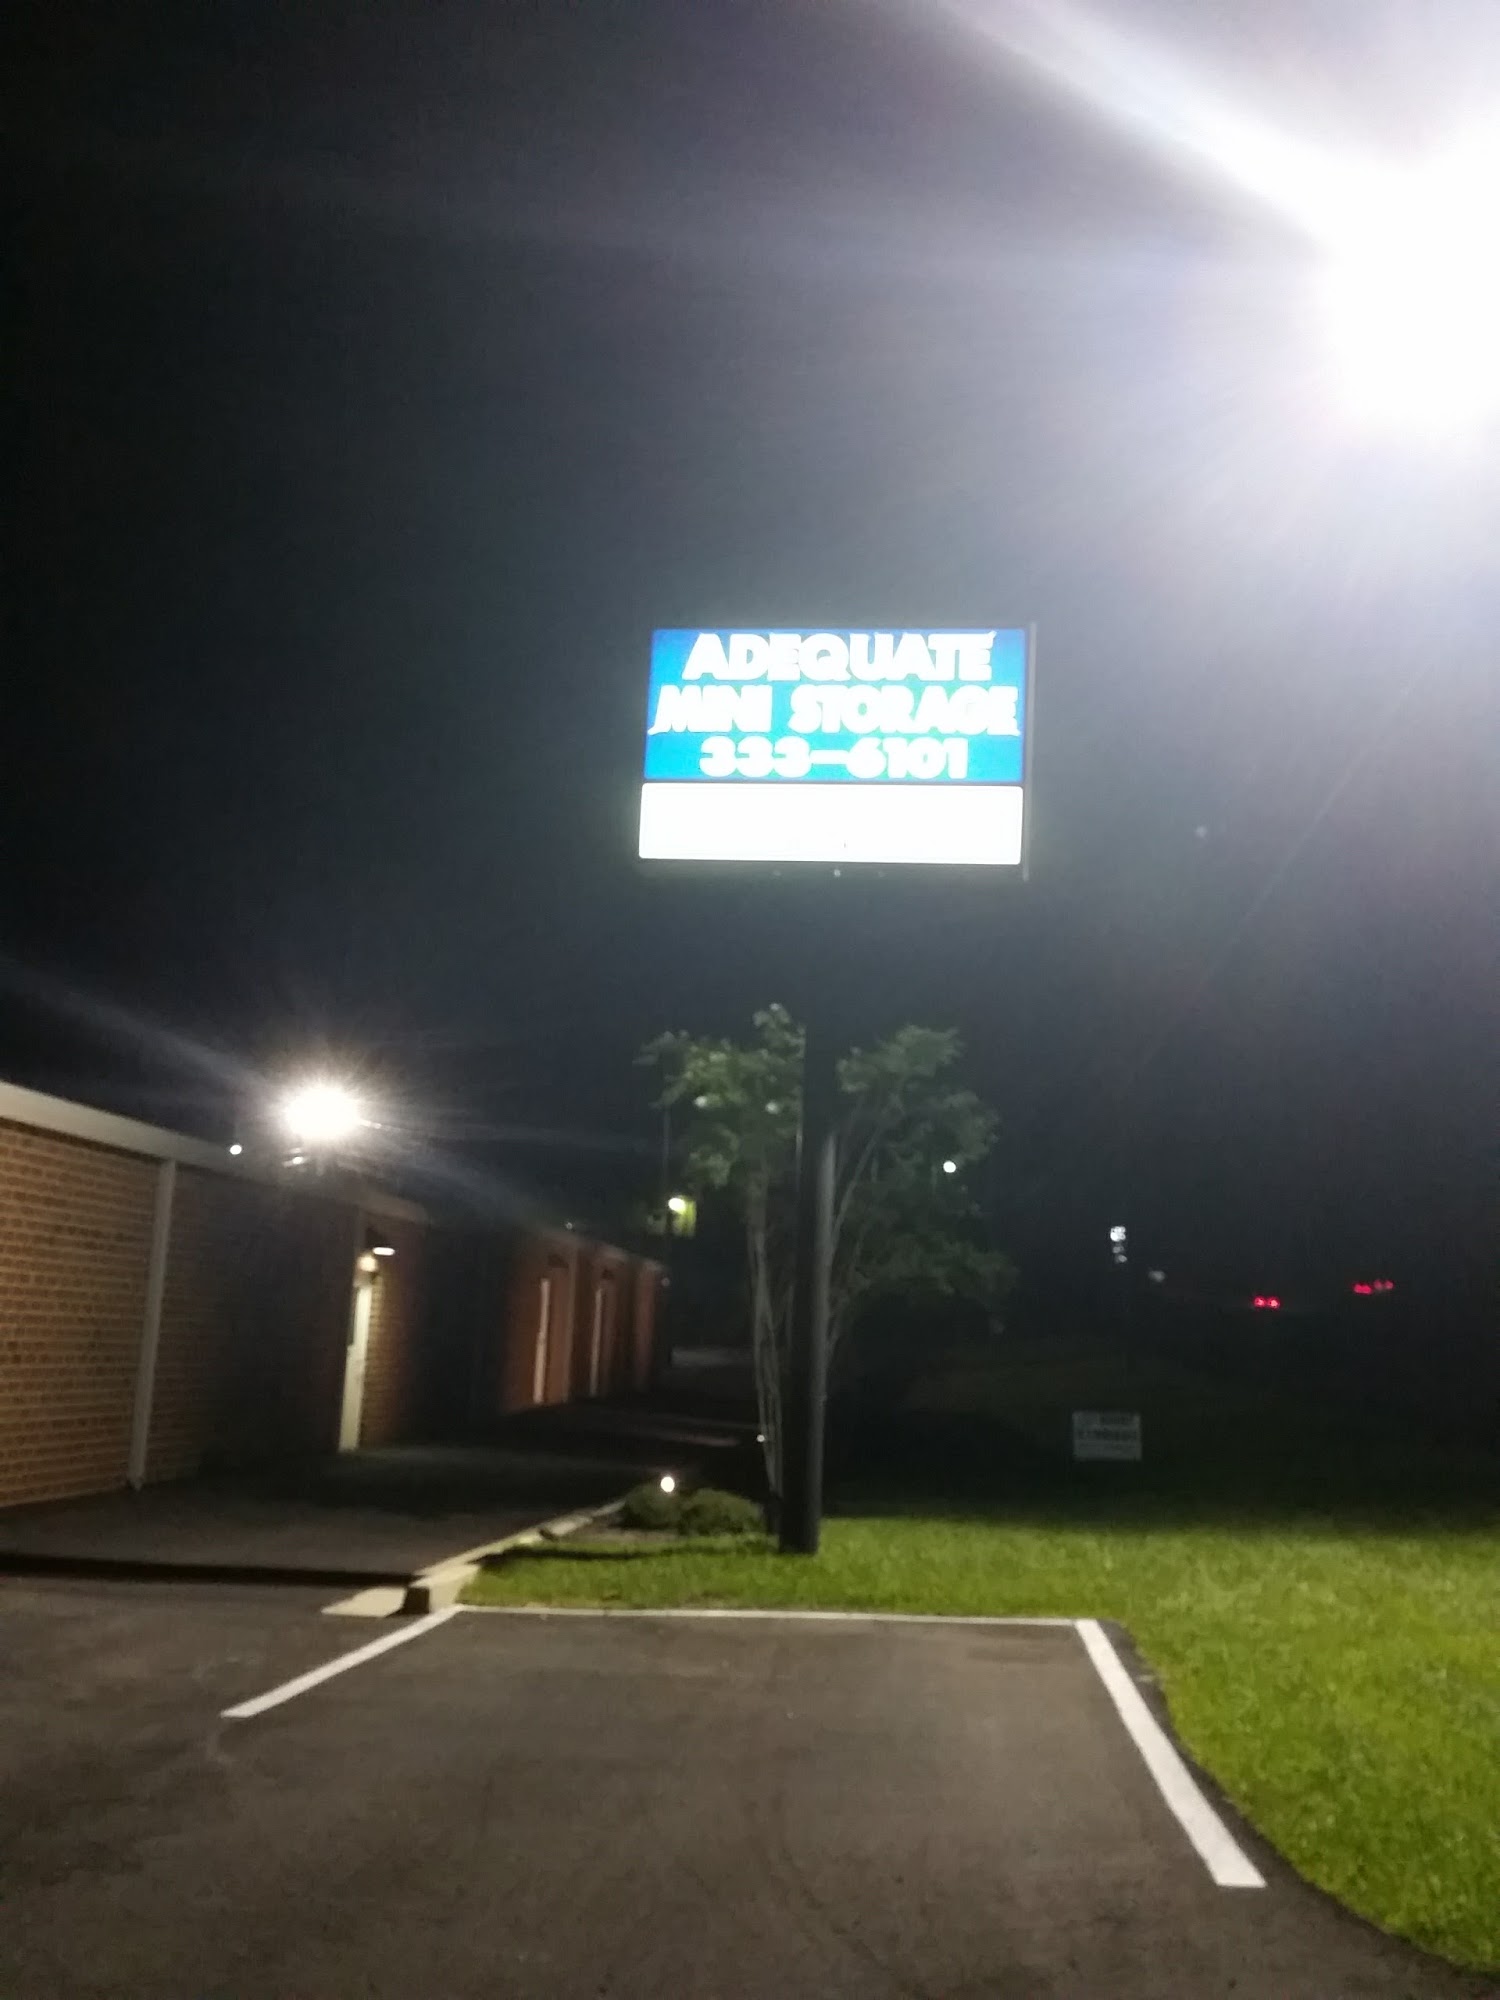 ADEQUATE
MINI STORAGE
333-6101